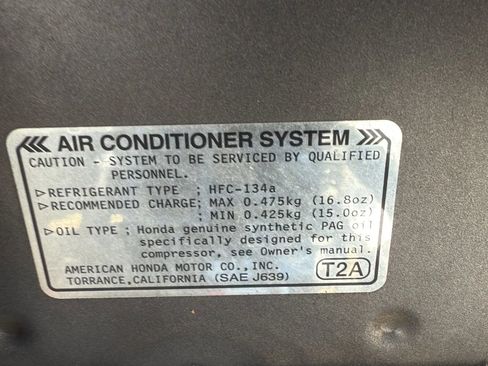 AIR CONDITIONER SYSTEM
CAUTION - SYSTEM TO BE SERVICED BY QUALIFIED
PERSONNEL.
▷REFRIGERANT TYPE : HFC-134a
▷RECOMMENDED CHARGE: MAX 0.475kg (16.8oz)
: MIN 0.425kg (15.0oz)
▷OIL TYPE : Honda genuine synthetic PAG oil
specifically designed for this
compressor, see Owner's manual.
AMERICAN HONDA MOTOR CO., INC.
TORRANCE,CALIFORNIA (SAE J639) T2A